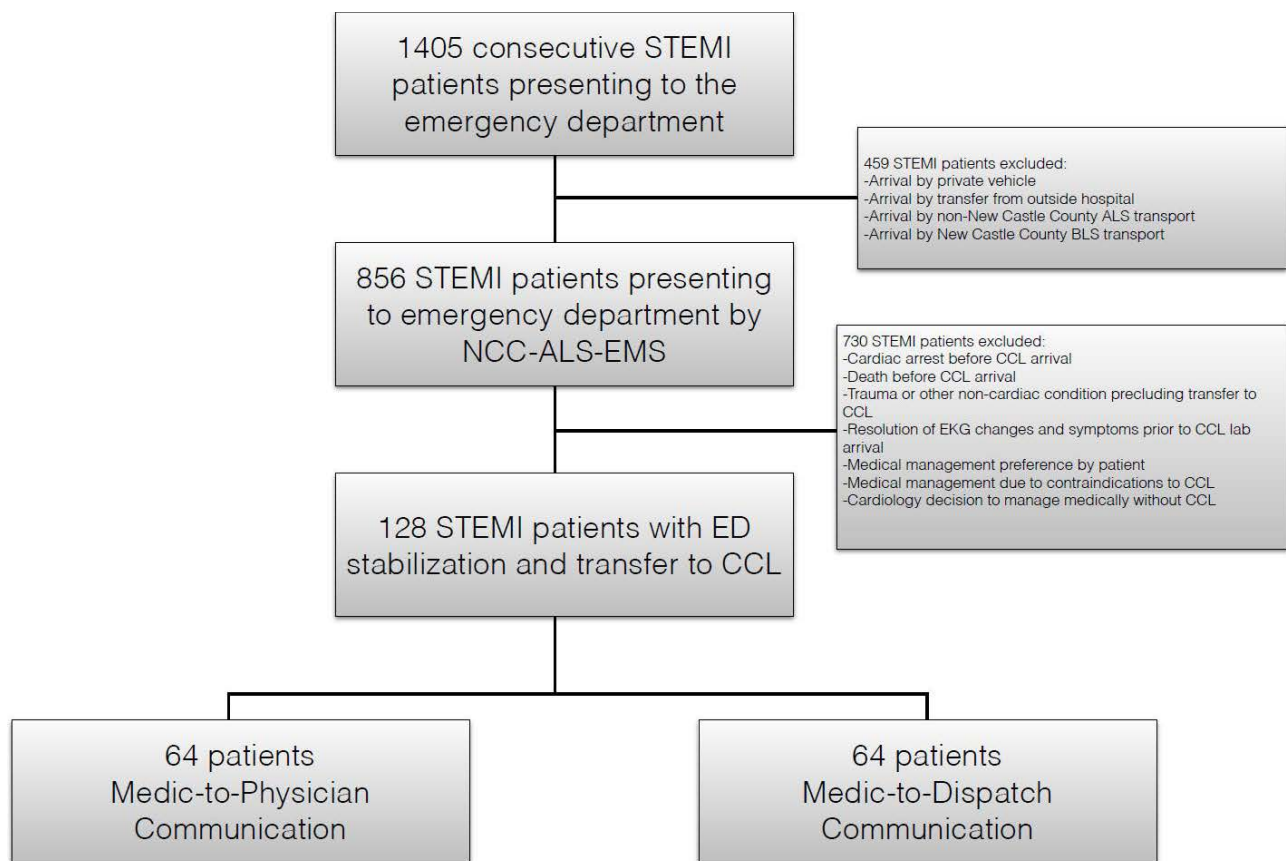 1405 consecutive STEMI
patients presenting to the
emergency department
459 STEMI patients excluded:
-Arrival by private vehicle
-Arrival by transfer from outside hospital
-Arrival by non-New Castle County ALS transport
-Arrival by New Castle County BLS transport
856 STEMI patients presenting
to emergency department by
NCC-ALS-EMS
730 STEMI patients excluded:
-Cardiac arrest before CCL arrival
-Death before CCL arrival
-Trauma or other non-cardiac condition precluding transfer to
CCL
-Resolution of EKG changes and symptoms prior to CCL lab
arrival
-Medical management preference by patient
-Medical management due to contraindications to CCL
-Cardiology decision to manage medically without CCL
128 STEMI patients with ED
stabilization and transfer to CCL
64 patients
Medic-to-Physician
Communication
64 patients
Medic-to-Dispatch
Communication